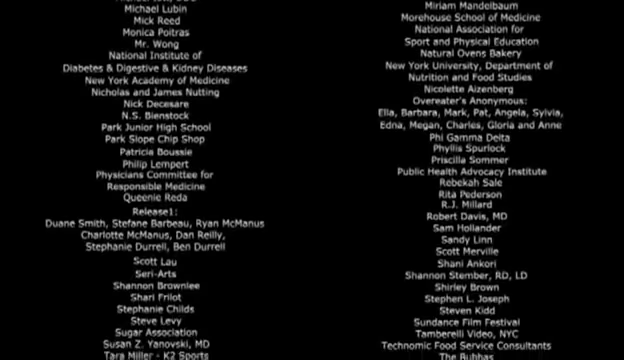 Michael Lubin
Mick Reed
Monica Poitras
Mr. Wong
National Institute of
Diabetes & Digestive & Kidney Diseases
New York Academy of Medicine
Nicholas and James Nutting
Nick Decesare
N.S. Bienstock
Park Junior High School
Park Slope Chip Shop
Patricia Boussie
Philip Lempert
Physicians Committee for
Responsible Medicine
Queenie Reda
Release1:
Duane Smith, Stefane Barbeau, Ryan McManus
Charlotte McManus, Dan Reilly,
Stephanie Durrell, Ben Durrell
Scott Lau
Seri-Arts
Shannon Brownlee
Shari Frilot
Stephanie Childs
Steve Levy
Sugar Association
Susan Z. Yanovski, MD
Tara Miller - K2 Sports
Miriam Mandelbaum
Morehouse School of Medicine
National Association for
Sport and Physical Education
Natural Ovens Bakery
New York University, Department of
Nutrition and Food Studies
Nicolette Aizenberg
Overeater's Anonymous:
Ella, Barbara, Mark, Pat, Angela, Sylvia,
Edna, Megan, Charles, Gloria and Anne
Phi Gamma Delta
Phyllis Spurlock
Priscilla Sommer
Public Health Advocacy Institute
Rebekah Sale
Rita Pederson
R.J. Millard
Robert Davis, MD
Sam Hollander
Sandy Linn
Scott Merville
Shani Ankori
Shannon Stember, RD, LD
Shirley Brown
Stephen L. Joseph
Steven Kidd
Sundance Film Festival
Tamberelli Video, NYC
Technomic Food Service Consultants
The Bubhas